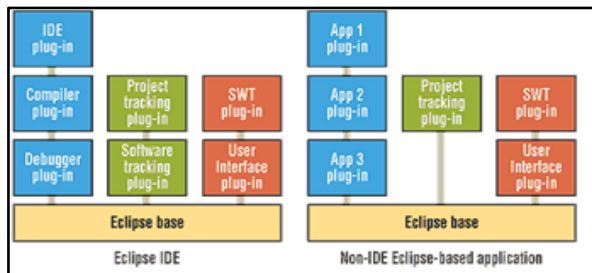 IDE
plug-in
App 1
plug-in
Compiler
plug-in
Project
tracking
plug-in
SWT
plug-in
App 2
plug-in
Project
tracking
plug-in
SWT
plug-in
Debugger
plug-in
Software
tracking
plug-in
User
Interface
plug-in
App 3
plug-in
User
Interface
plug-in
Eclipse base
Eclipse base
Eclipse IDE
Non-IDE Eclipse-based application